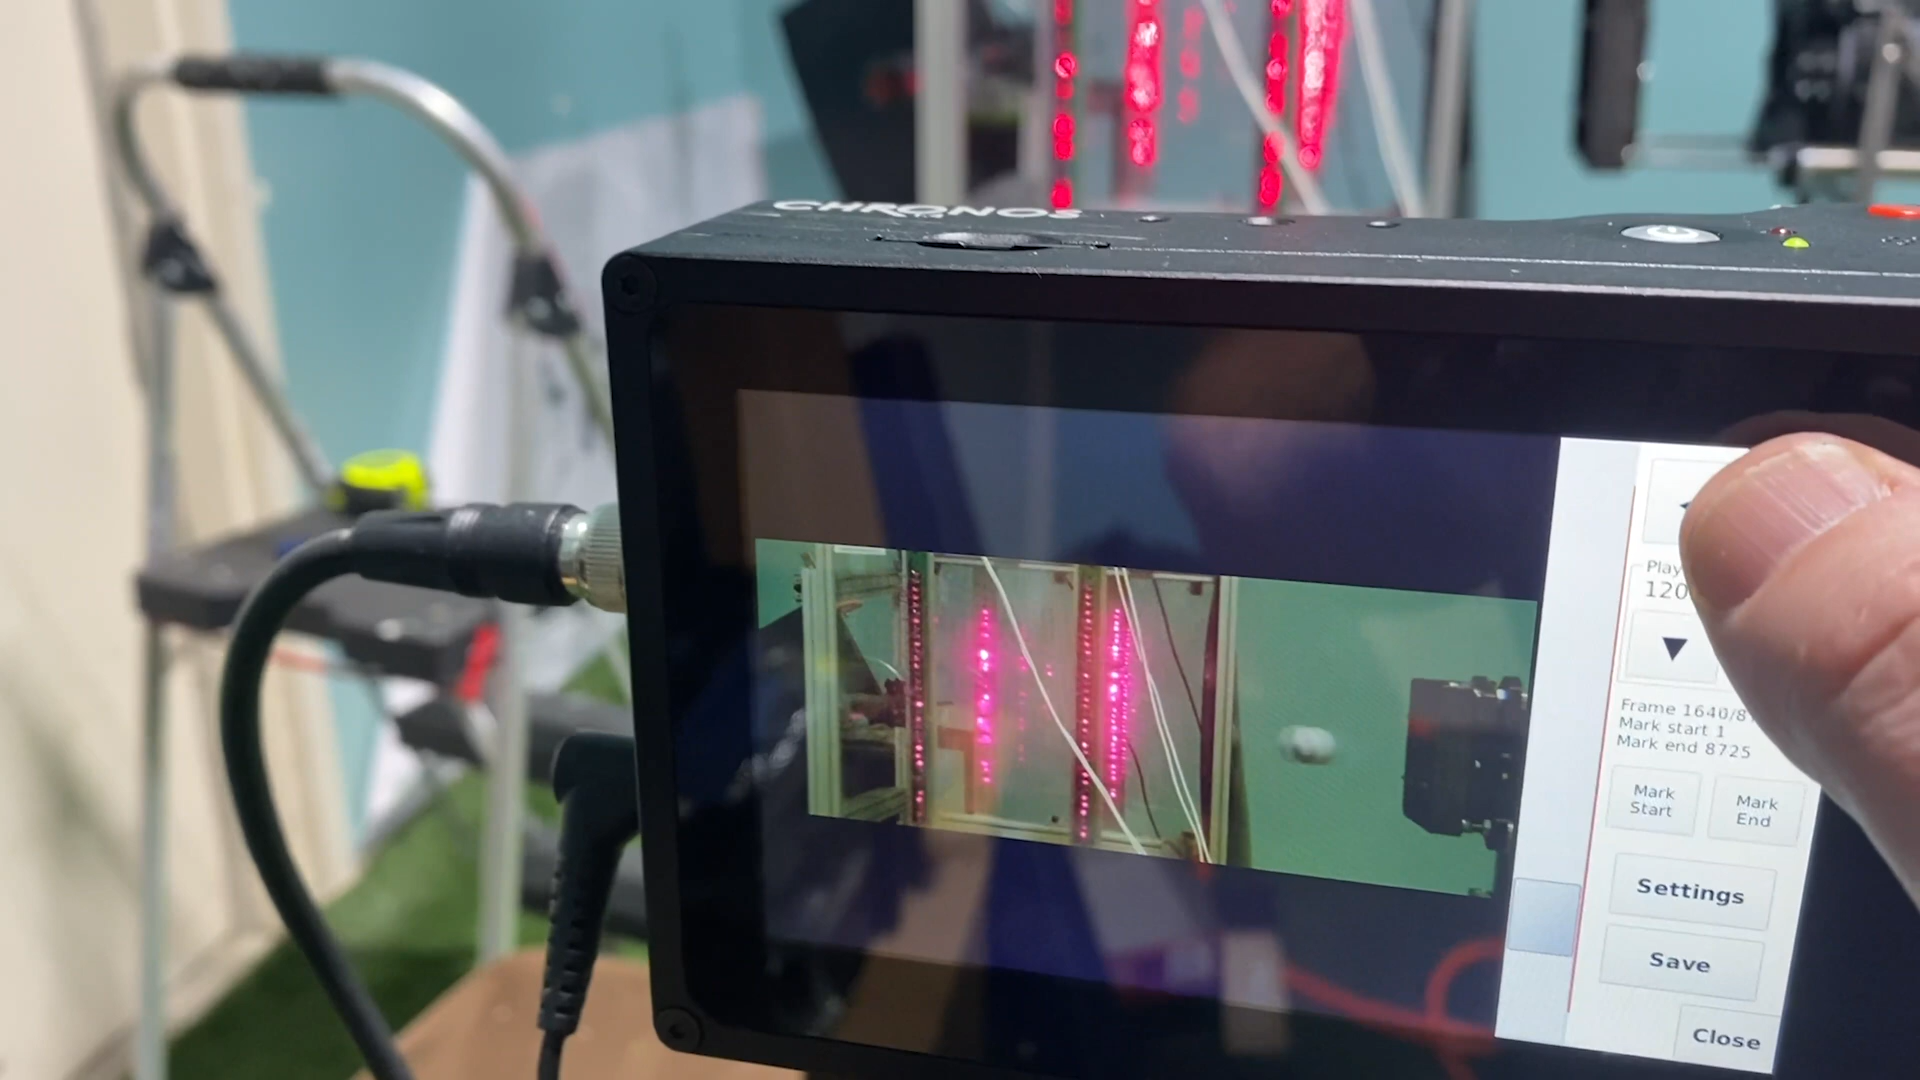 CHRONOS
Play
120
Frame 1640/8
Mark start 1
Mark end 8725
Mark
Start
Mark
End
Settings
Save
Close